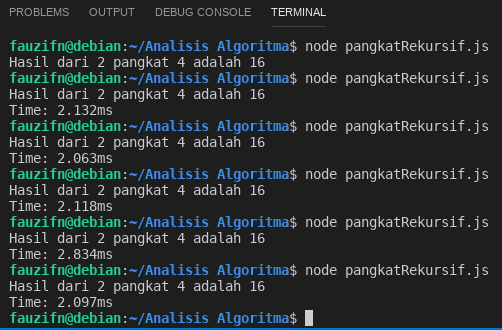 PROBLEMS OUTPUT DEBUG CONSOLE TERMINAL
fauzifn@debian:~/Analisis Algoritma$ node pangkatRekursif.js
Hasil dari 2 pangkat 4 adalah 16
fauzifn@debian:~/Analisis Algoritma$ node pangkatRekursif.js
Hasil dari 2 pangkat 4 adalah 16
Time: 2.132ms
fauzifn@debian:~/Analisis Algoritma$ node pangkatRekursif.js
Hasil dari 2 pangkat 4 adalah 16
Time: 2.063ms
fauzifn@debian:~/Analisis Algoritma$ node pangkatRekursif.js
Hasil dari 2 pangkat 4 adalah 16
Time: 2.118ms
fauzifn@debian:~/Analisis Algoritma$ node pangkatRekursif.js
Hasil dari 2 pangkat 4 adalah 16
Time: 2.834ms
fauzifn@debian:~/Analisis Algoritma$ node pangkatRekursif.js
Hasil dari 2 pangkat 4 adalah 16
Time: 2.097ms
fauzifn@debian:~/Analisis Algoritma$